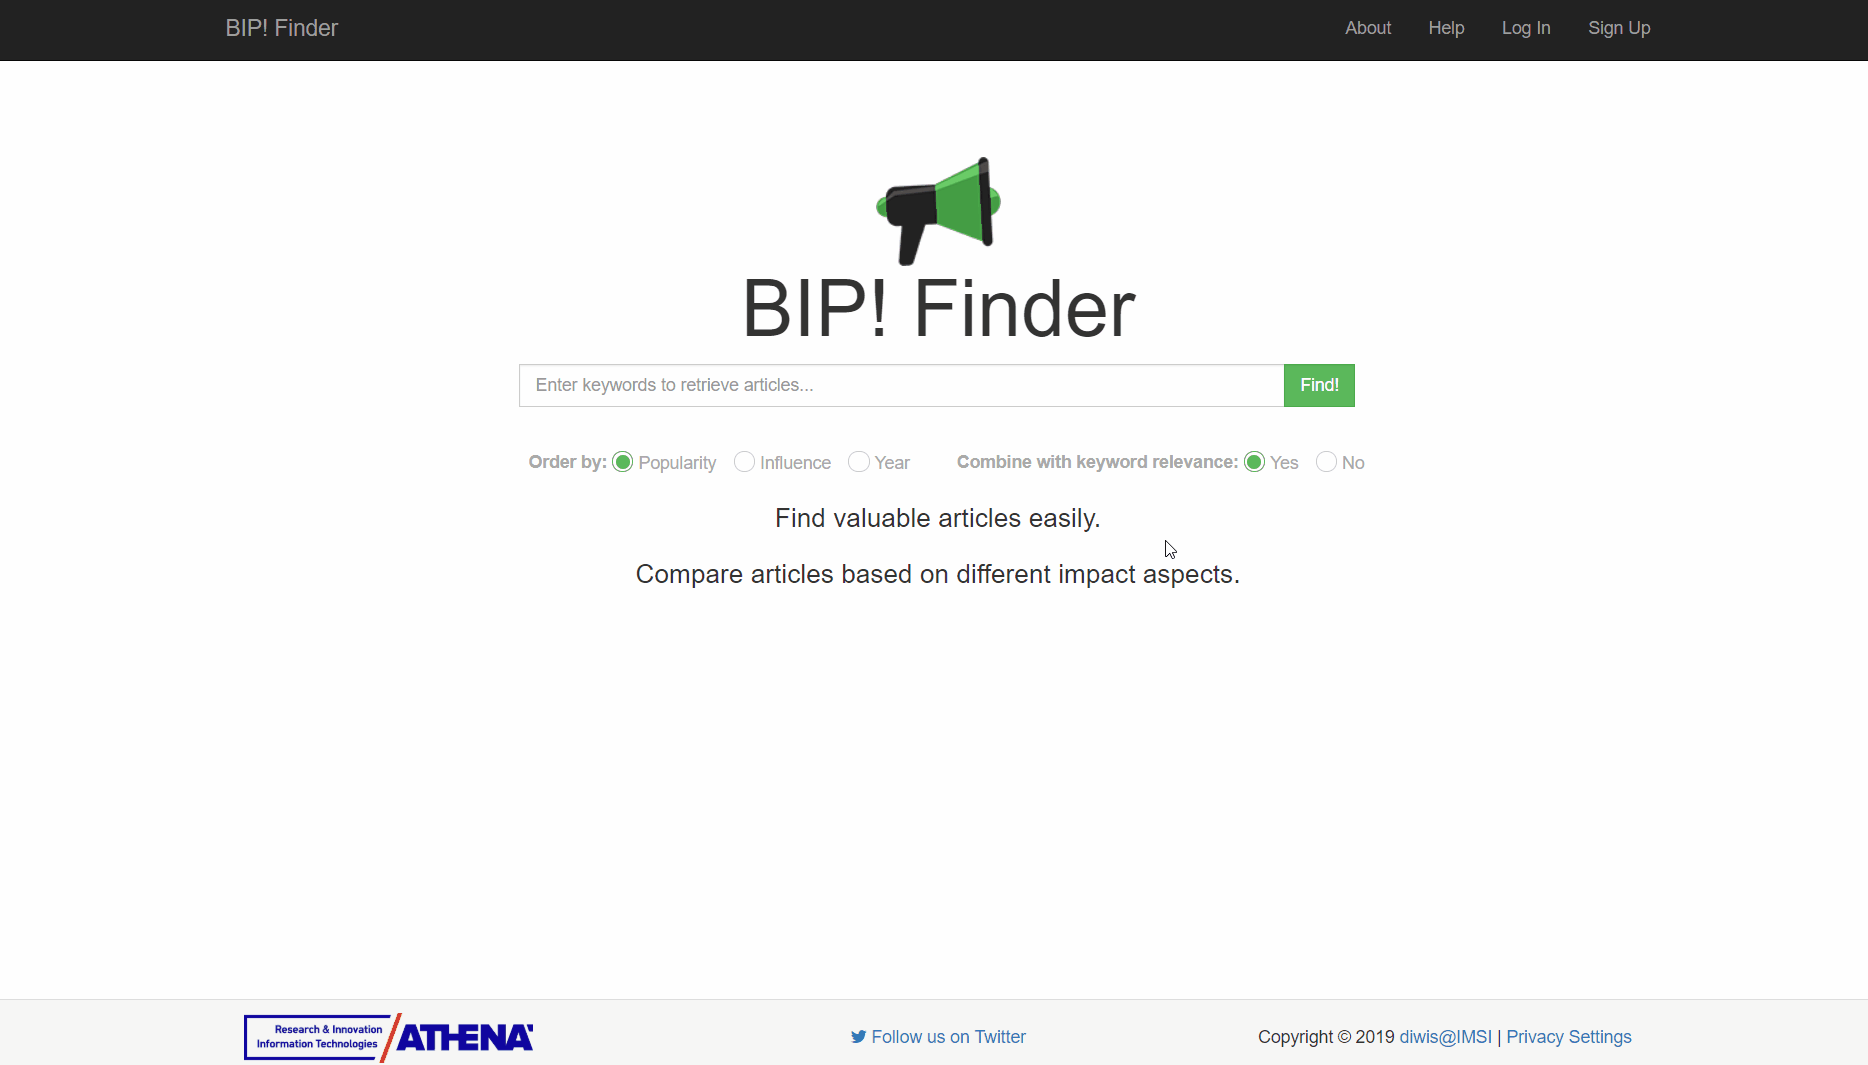 BIP! Finder About Help Log In Sign Up
BIP! Finder
Enter keywords to retrieve articles... Find!
Order by: Popularity Influence Year Combine with keyword relevance: Yes No
Find valuable articles easily.
Compare articles based on different impact aspects.
Research & Innovation
Information Technologies
ATHENA
Follow us on Twitter
Copyright © 2019 diwis@IMSI | Privacy Settings